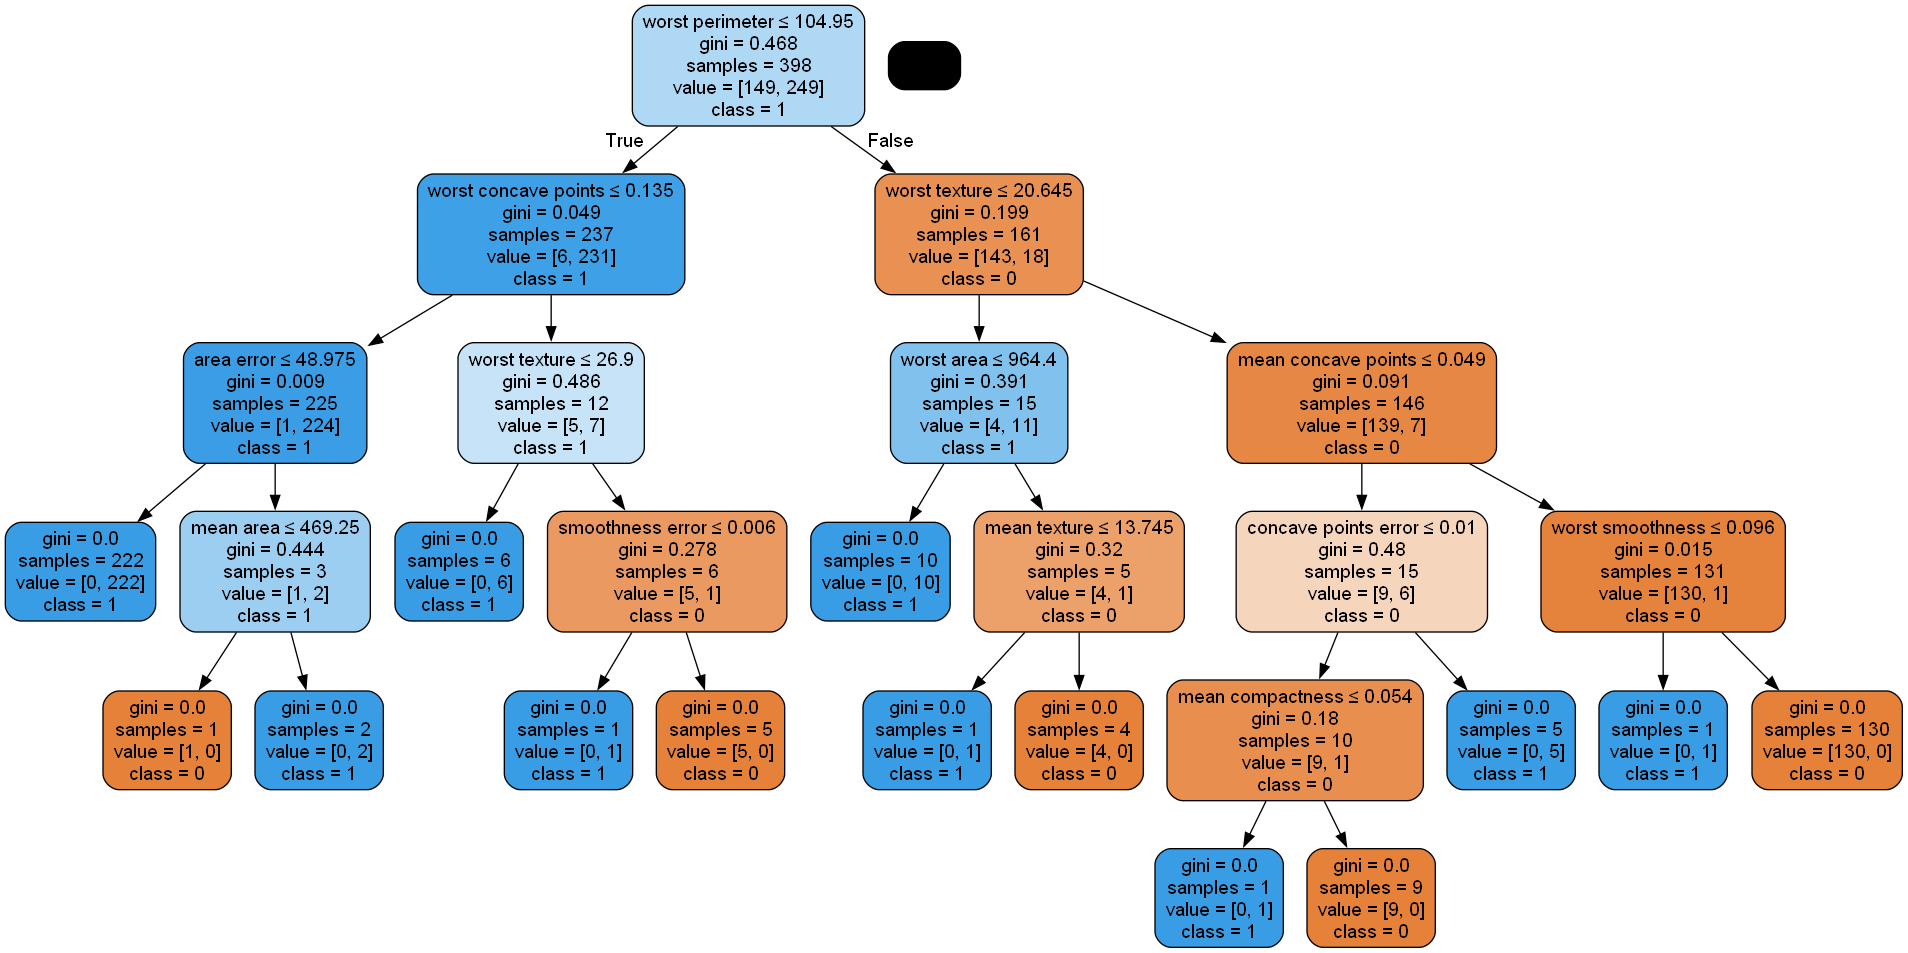 worst perimeter ≤ 104.95
gini = 0.468
samples = 398
value = [149, 249]
class = 1
True
False
worst concave points ≤ 0.135
gini = 0.049
samples = 237
value = [6, 231]
class = 1
worst texture ≤ 20.645
gini = 0.199
samples = 161
value = [143, 18]
class = 0
area error ≤ 48.975
gini = 0.009
samples = 225
value = [1, 224]
class = 1
worst texture ≤ 26.9
gini = 0.486
samples = 12
value = [5, 7]
class = 1
worst area ≤ 964.4
gini = 0.391
samples = 15
value = [4, 11]
class = 1
mean concave points ≤ 0.049
gini = 0.091
samples = 146
value = [139, 7]
class = 0
gini = 0.0
samples = 222
value = [0, 222]
class = 1
mean area ≤ 469.25
gini = 0.444
samples = 3
value = [1, 2]
class = 1
gini = 0.0
samples = 6
value = [0, 6]
class = 1
smoothness error ≤ 0.006
gini = 0.278
samples = 6
value = [5, 1]
class = 0
gini = 0.0
samples = 10
value = [0, 10]
class = 1
mean texture ≤ 13.745
gini = 0.32
samples = 5
value = [4, 1]
class = 0
concave points error ≤ 0.01
gini = 0.48
samples = 15
value = [9, 6]
class = 0
worst smoothness ≤ 0.096
gini = 0.015
samples = 131
value = [130, 1]
class = 0
gini = 0.0
samples = 1
value = [1, 0]
class = 0
gini = 0.0
samples = 2
value = [0, 2]
class = 1
gini = 0.0
samples = 1
value = [0, 1]
class = 1
gini = 0.0
samples = 5
value = [5, 0]
class = 0
gini = 0.0
samples = 1
value = [0, 1]
class = 1
gini = 0.0
samples = 4
value = [4, 0]
class = 0
mean compactness ≤ 0.054
gini = 0.18
samples = 10
value = [9, 1]
class = 0
gini = 0.0
samples = 5
value = [0, 5]
class = 1
gini = 0.0
samples = 1
value = [0, 1]
class = 1
gini = 0.0
samples = 130
value = [130, 0]
class = 0
gini = 0.0
samples = 1
value = [0, 1]
class = 1
gini = 0.0
samples = 9
value = [9, 0]
class = 0